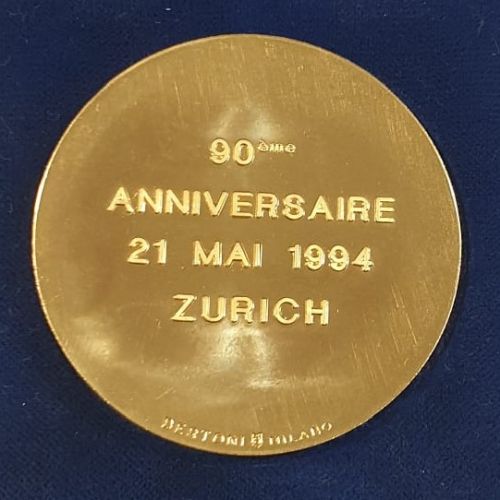 90ème
ANNIVERSAIRE
21 MAI 1994
ZURICH
BERTONI MILANO